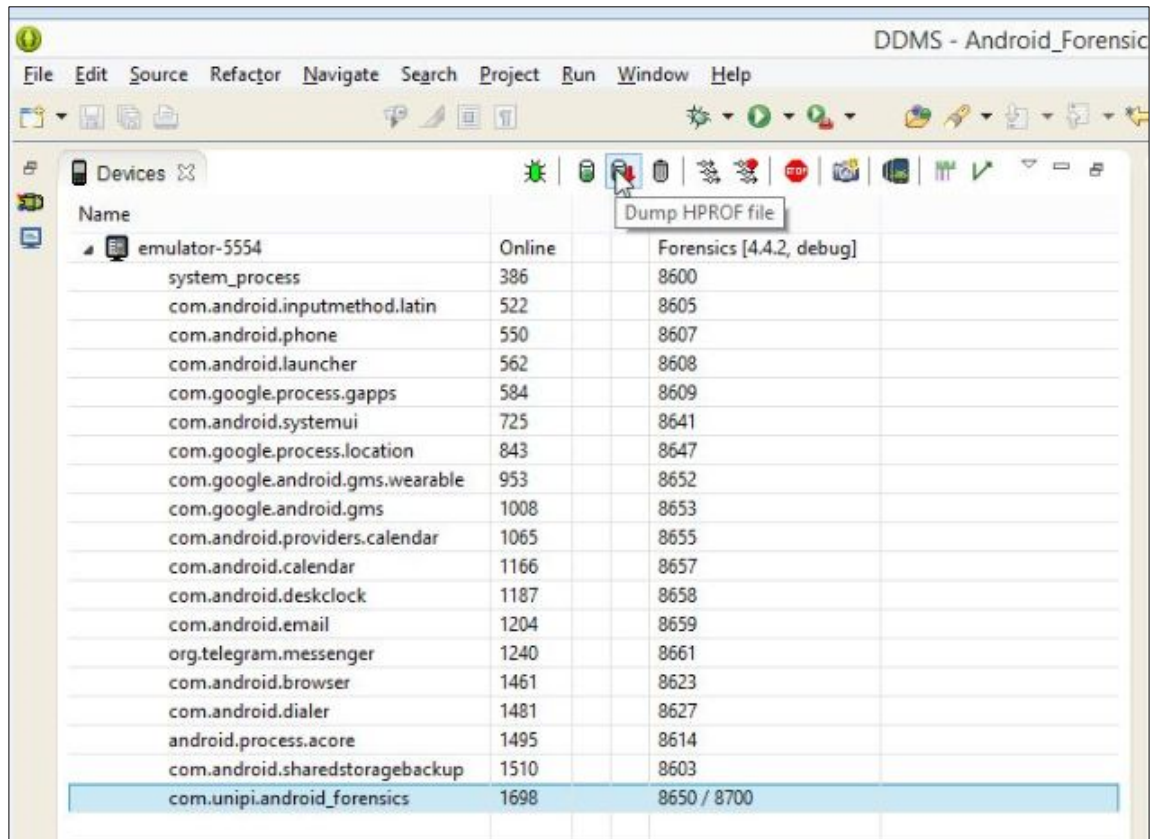 DDMS - Android_Forensic
File Edit Source Refactor Navigate Search Project Run Window Help
Devices
Dump HPROF file
Name
emulator-5554 Online Forensics [4.4.2, debug]
system_process 386 8600
com.android.inputmethod.latin 522 8605
com.android.phone 550 8607
com.android.launcher 562 8608
com.google.process.gapps 584 8609
com.android.systemui 725 8641
com.google.process.location 843 8647
com.google.android.gms.wearable 953 8652
com.google.android.gms 1008 8653
com.android.providers.calendar 1065 8655
com.android.calendar 1166 8657
com.android.deskclock 1187 8658
com.android.email 1204 8659
org.telegram.messenger 1240 8661
com.android.browser 1461 8623
com.android.dialer 1481 8627
android.process.acore 1495 8614
com.android.sharedstoragebackup 1510 8603
com.unipi.android_forensics 1698 8650 / 8700